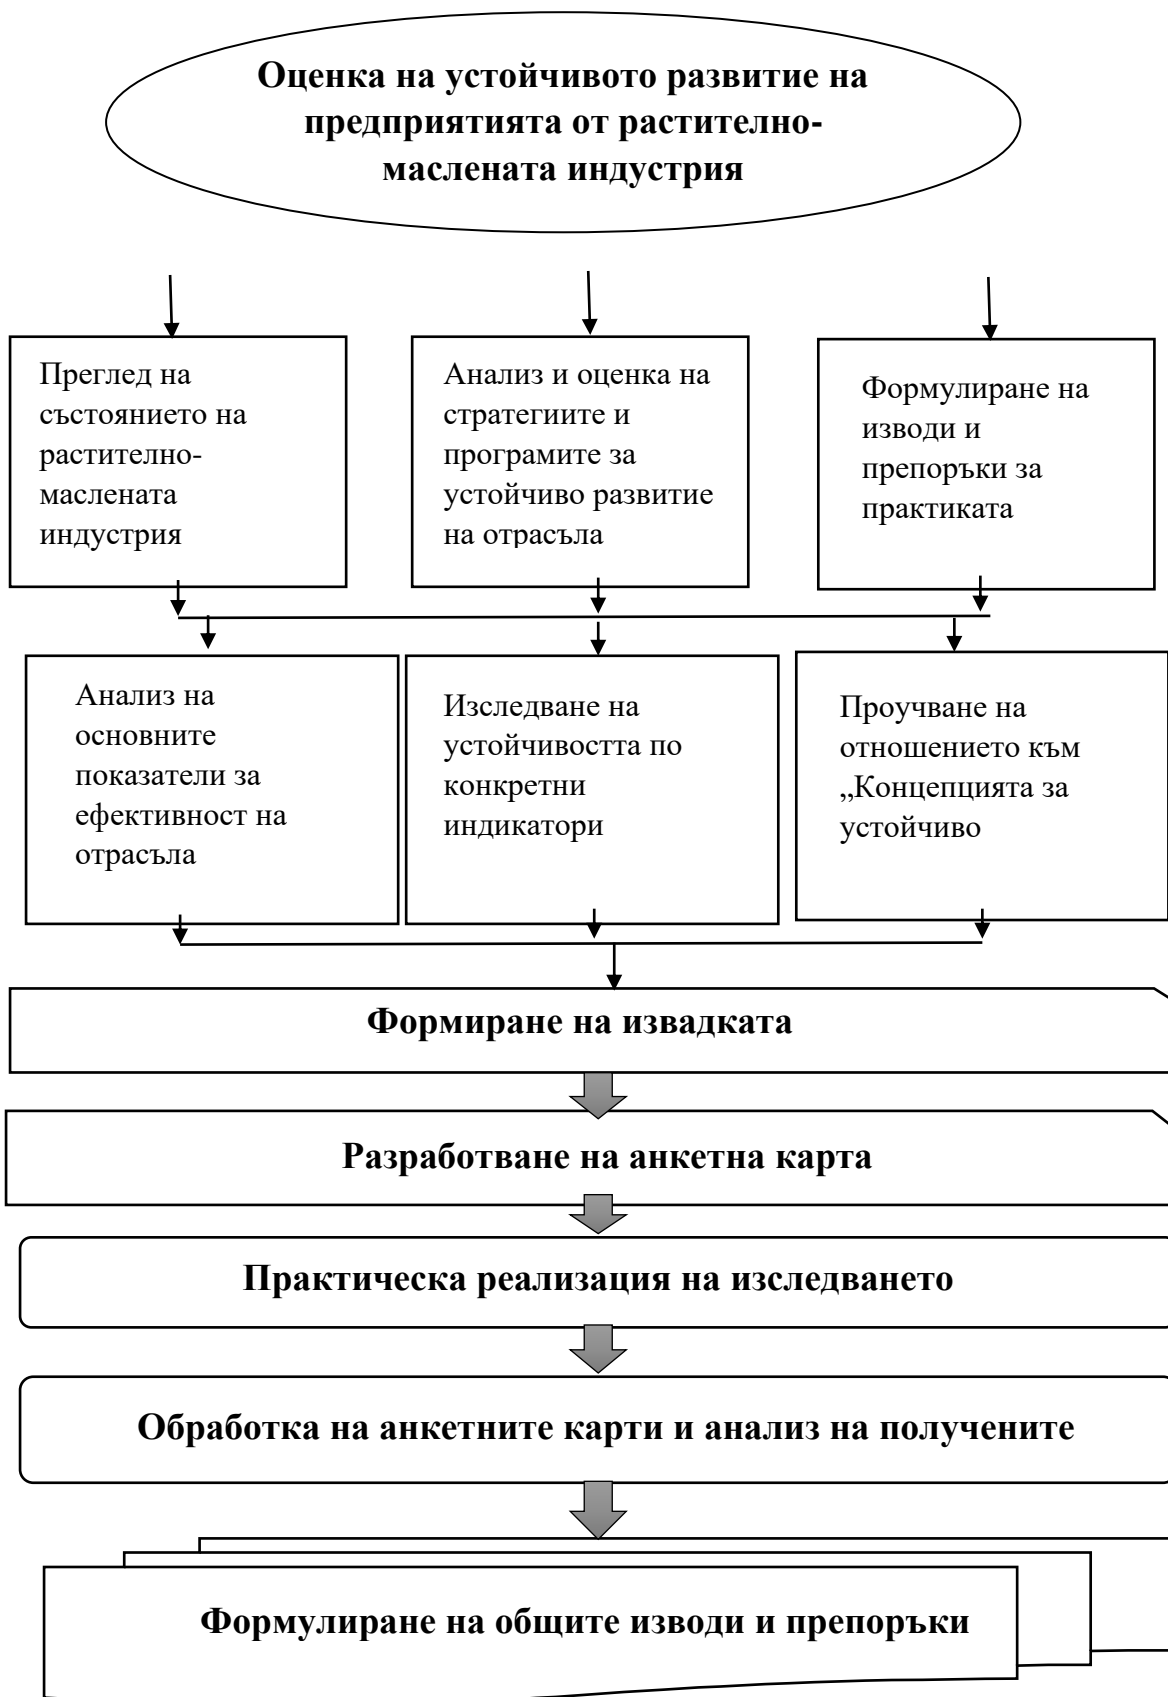 Оценка на устойчивото развитие на
предприятията от растително-
маслената индустрия
Преглед на
състоянието на
растително-
маслената
индустрия
Анализ и оценка на
стратегиите и
програмите за
устойчиво развитие
на отрасъла
Формулиране на
изводи и
препоръки за
практиката
Анализ на
основните
показатели за
ефективност на
отрасъла
Изследване на
устойчивостта по
конкретни
индикатори
Проучване на
отношението към
„Концепцията за
устойчиво
Формиране на извадката
Разработване на анкетна карта
Практическа реализация на изследването
Обработка на анкетните карти и анализ на получените
Формулиране на общите изводи и препоръки